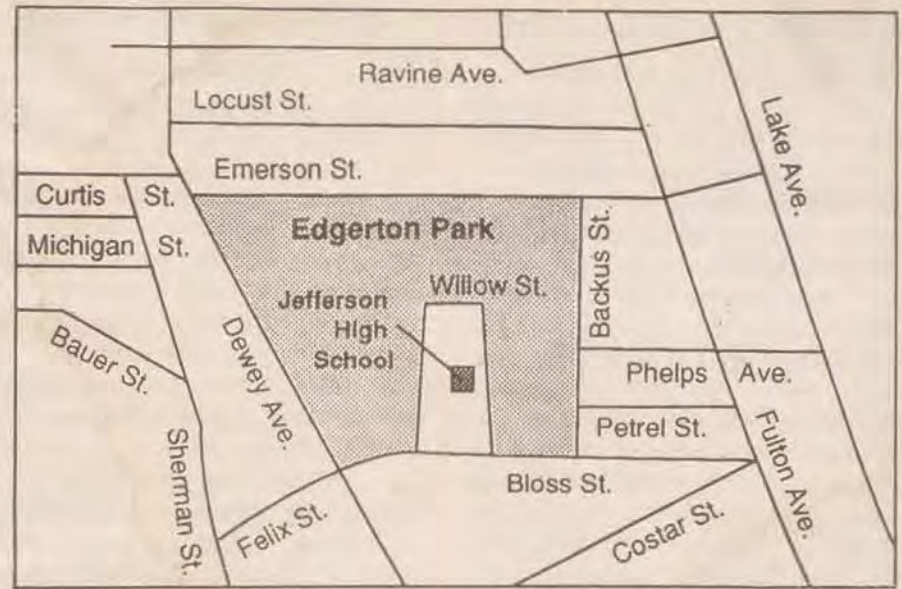 Ravine Ave.
Locust St.
Lake Ave.
Emerson St.
Curtis St.
Edgerton Park
Backus St.
Michigan St.
Willow St.
Jefferson
High
School
Dewey Ave.
Bauer St.
Phelps Ave.
Petrel St.
Fulton Ave.
Sherman St.
Bloss St.
Felix St.
Costar St.